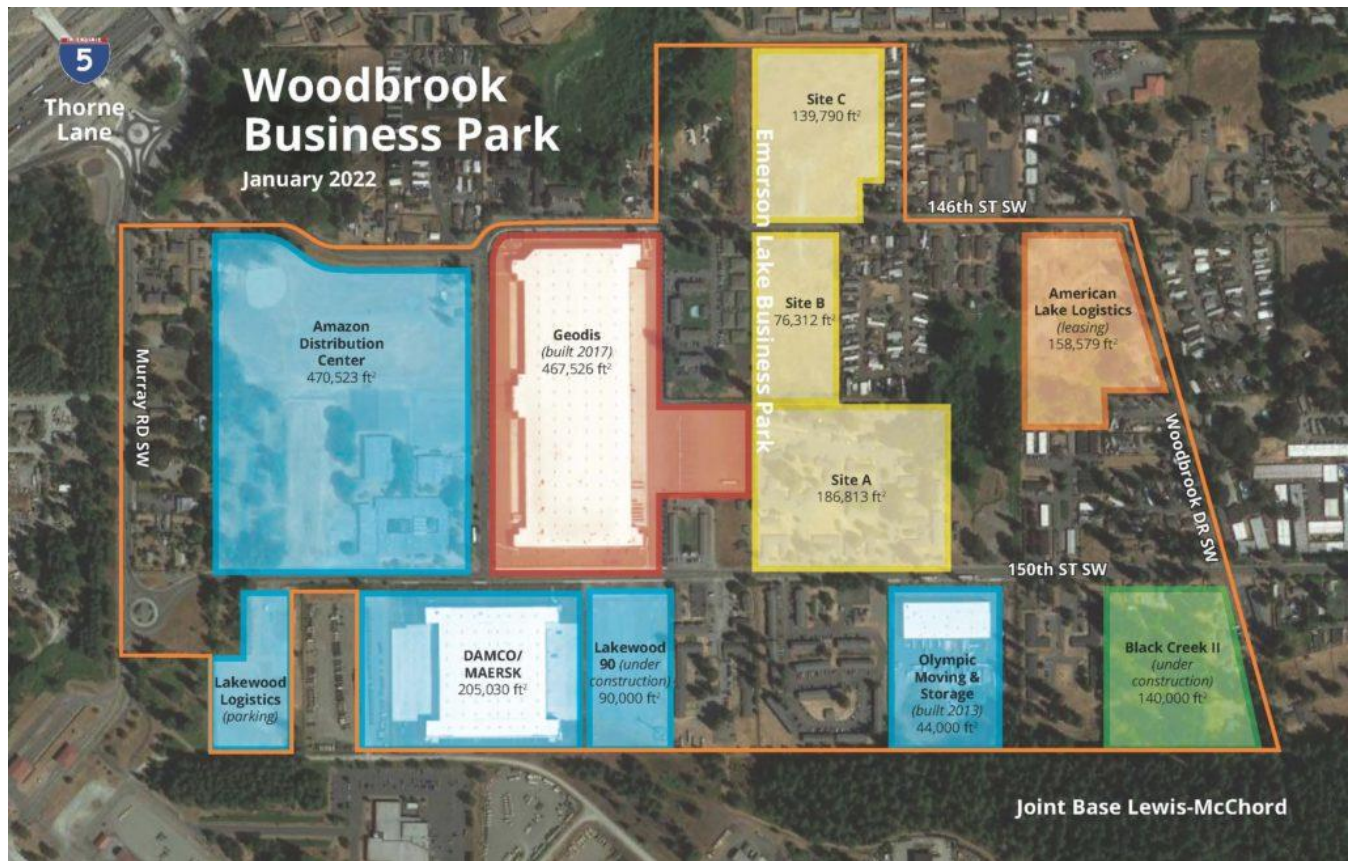 INTERSTATE
5
Thorne
Lane
Woodbrook
Business Park
January 2022
Site C
139,790 ft²
Emerson Lake Business Park
146th ST SW
Murray RD SW
Amazon
Distribution
Center
470,523 ft²
Geodis
(built 2017)
467,526 ft²
Site B
76,312 ft²
American
Lake Logistics
(leasing)
158,579 ft²
Woodbrook DR SW
Site A
186,813 ft²
150th ST SW
Lakewood
Logistics
(parking)
DAMCO/
MAERSK
205,030 ft²
Lakewood
90 (under
construction)
90,000 ft²
Olympic
Moving &
Storage
(built 2013)
44,000 ft²
Black Creek II
(under
construction)
140,000 ft²
Joint Base Lewis-McChord